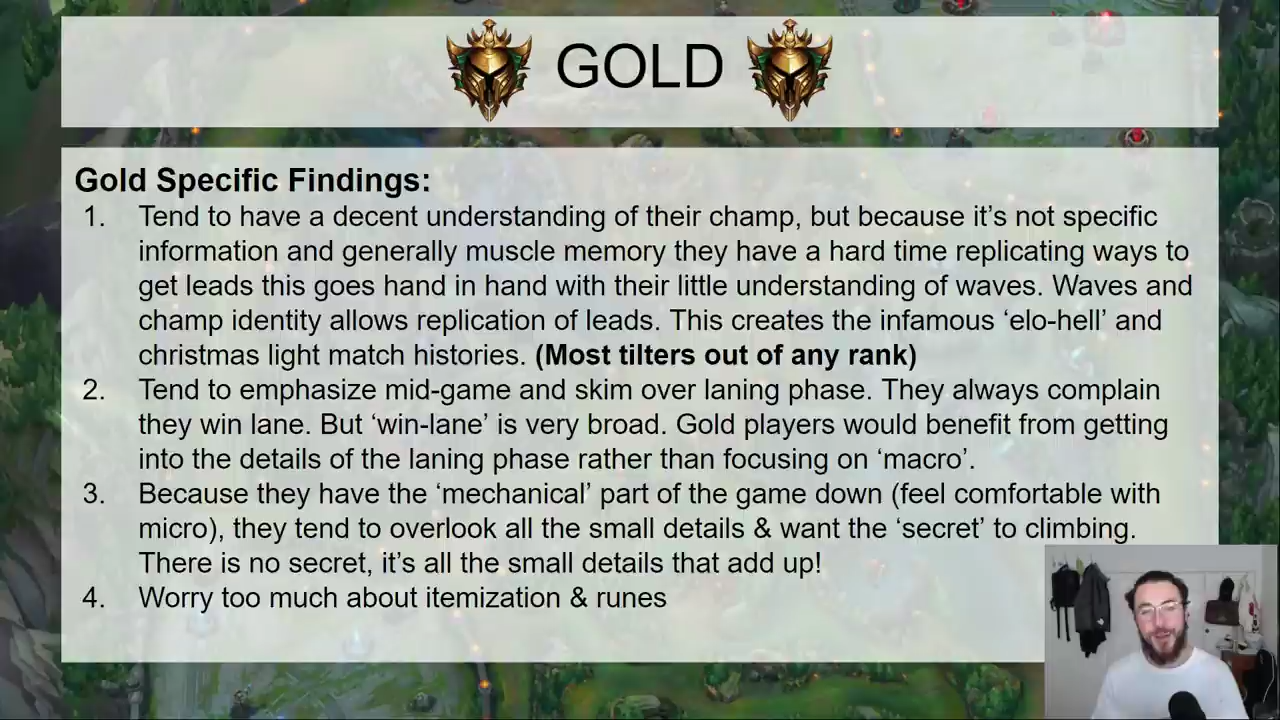 GOLD
Gold Specific Findings:
1. Tend to have a decent understanding of their champ, but because it’s not specific
information and generally muscle memory they have a hard time replicating ways to
get leads this goes hand in hand with their little understanding of waves. Waves and
champ identity allows replication of leads. This creates the infamous ‘elo-hell’ and
christmas light match histories. (Most tilters out of any rank)
2. Tend to emphasize mid-game and skim over laning phase. They always complain
they win lane. But ‘win-lane’ is very broad. Gold players would benefit from getting
into the details of the laning phase rather than focusing on ‘macro’.
3. Because they have the ‘mechanical’ part of the game down (feel comfortable with
micro), they tend to overlook all the small details & want the ‘secret’ to climbing.
There is no secret, it’s all the small details that add up!
4. Worry too much about itemization & runes